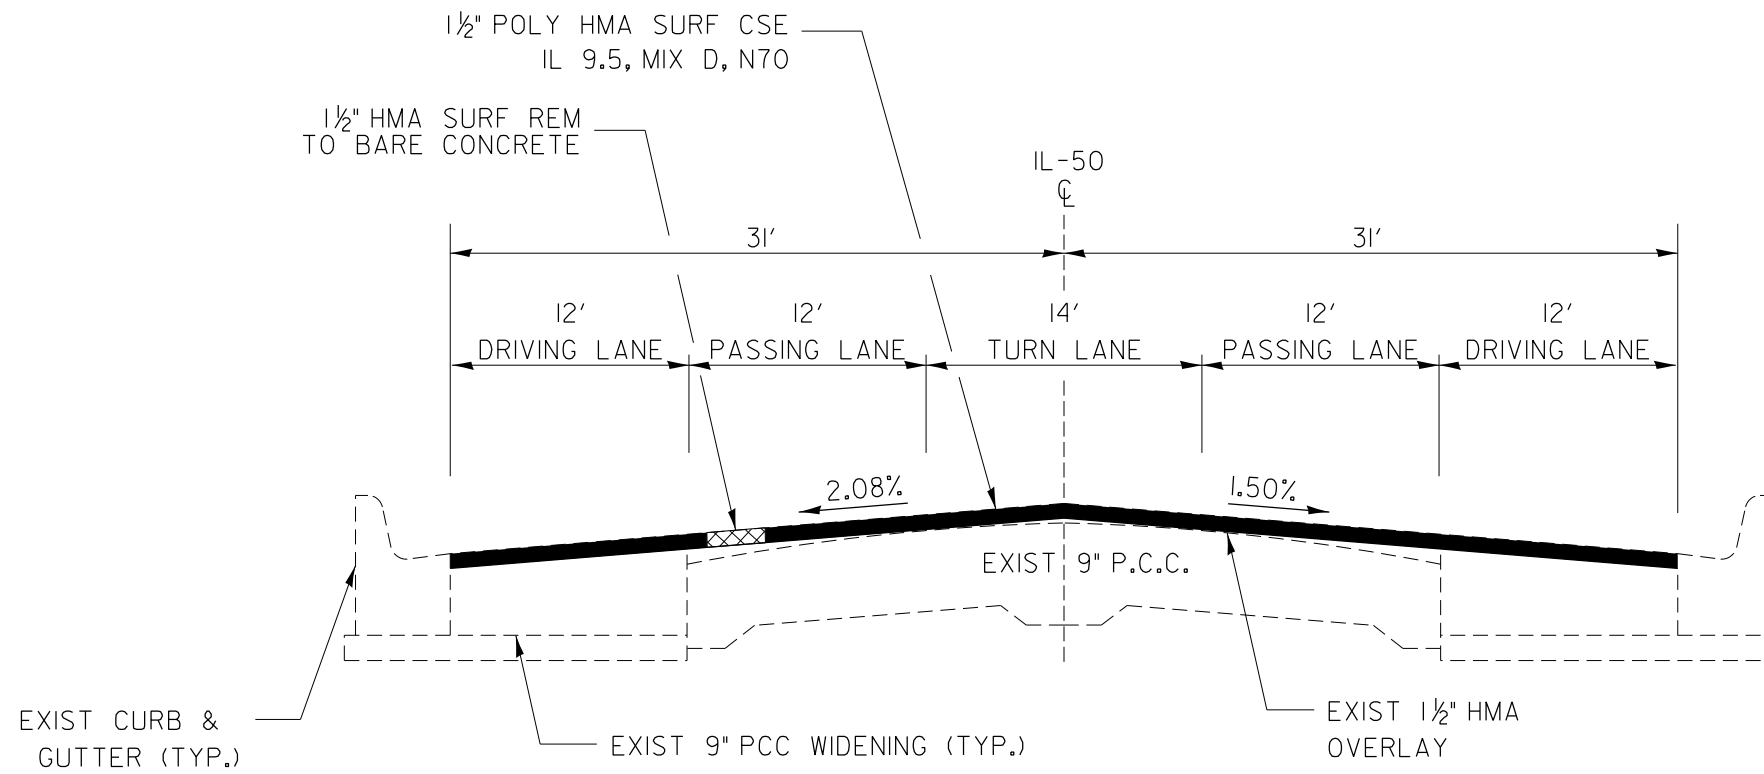 1½" POLY HMA SURF CSE
IL 9.5, MIX D, N70
1½" HMA SURF REM
TO BARE CONCRETE
IL-50
℄
31'
31'
12'
12'
14'
12'
12'
DRIVING LANE
PASSING LANE
TURN LANE
PASSING LANE
DRIVING LANE
2.08%
1.50%
EXIST 9" P.C.C.
EXIST CURB &
GUTTER (TYP.)
EXIST 9" PCC WIDENING (TYP.)
EXIST 1½" HMA
OVERLAY